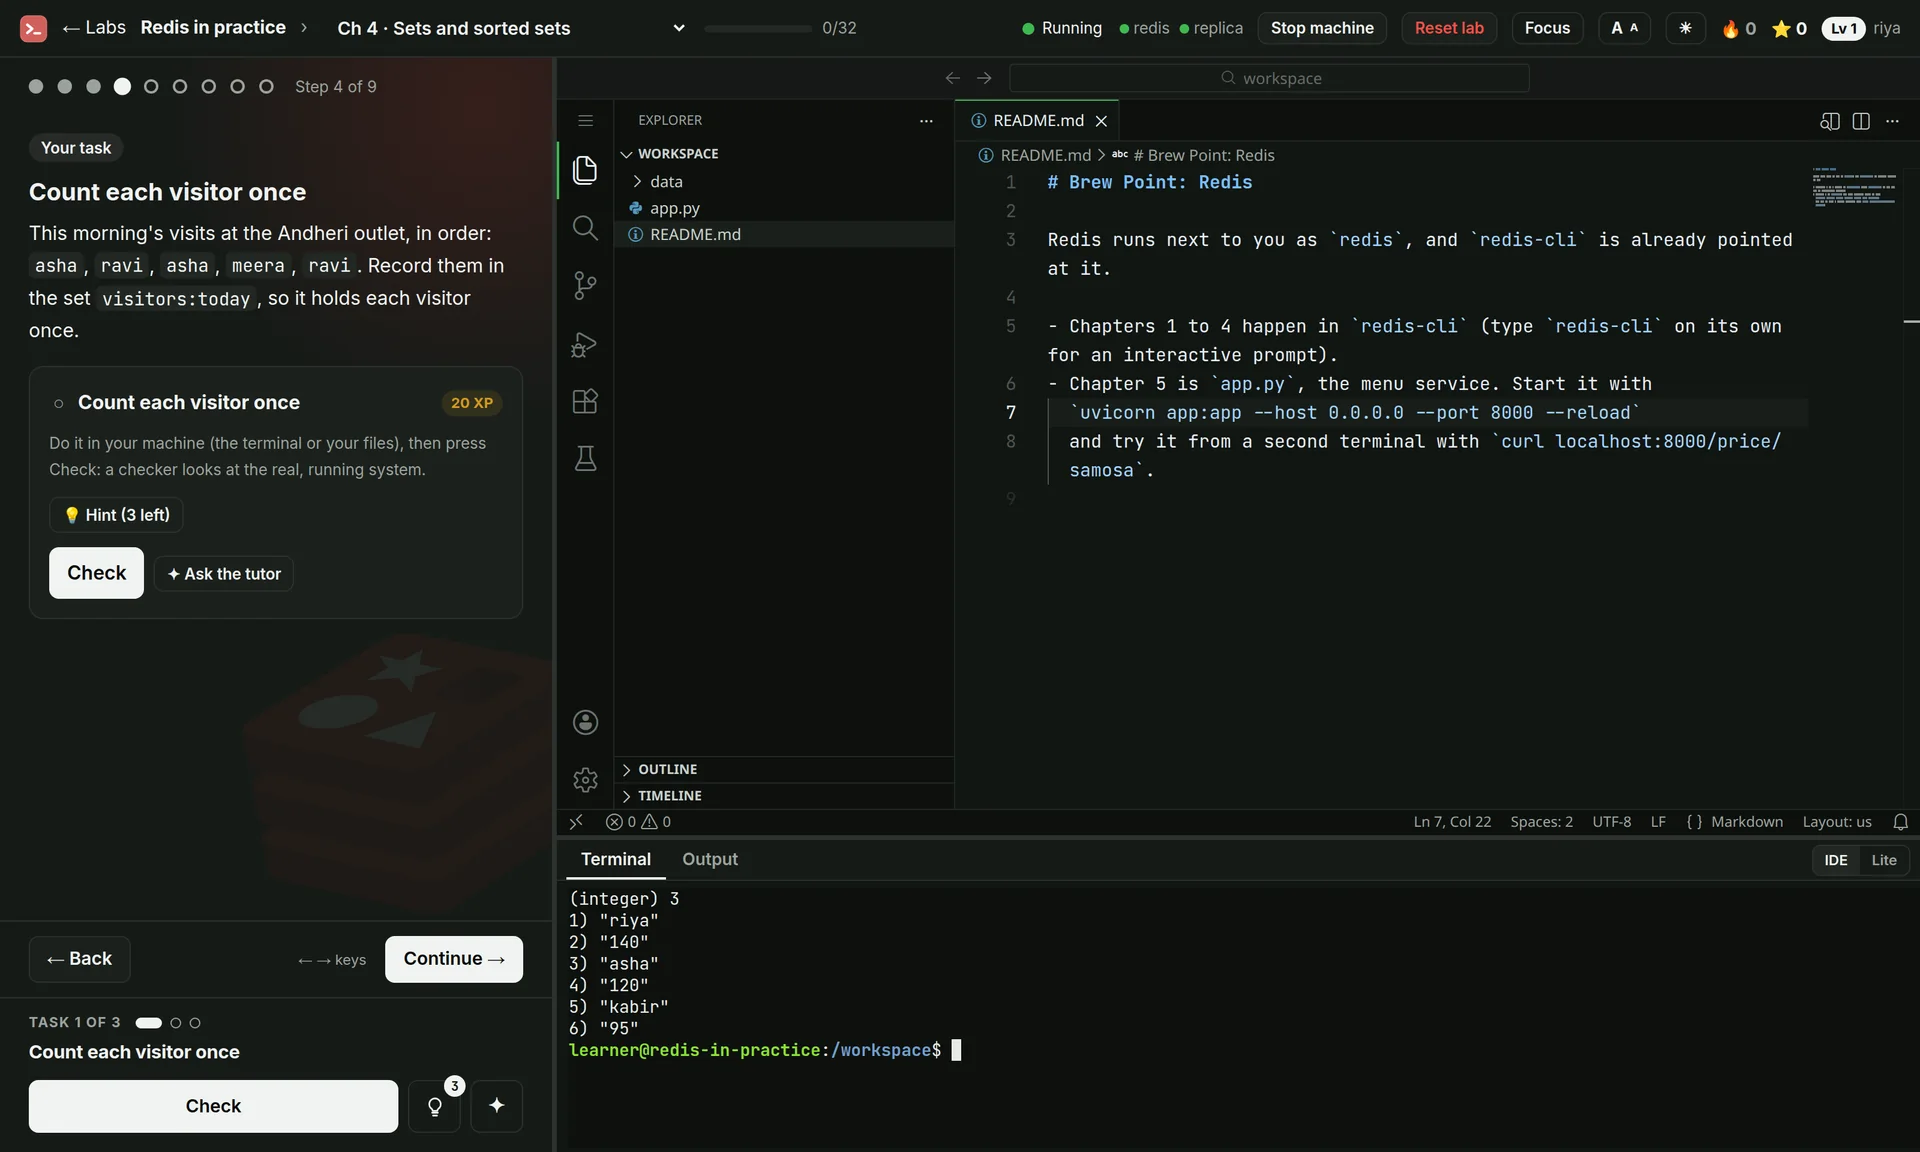 ← Labs Redis in practice › Ch 4 · Sets and sorted sets 0/32 Running redis replica Stop machine Reset lab Focus A A 0 0 Lv 1 riya
Step 4 of 9
Your task
Count each visitor once
This morning's visits at the Andheri outlet, in order:
asha, ravi, asha, meera, ravi. Record them in
the set visitors:today, so it holds each visitor
once.
Count each visitor once 20 XP
Do it in your machine (the terminal or your files), then press
Check: a checker looks at the real, running system.
Hint (3 left)
Check
Ask the tutor
← Back ←→ keys Continue →
TASK 1 OF 3
Count each visitor once
Check 3
workspace
EXPLORER ...
WORKSPACE
data
app.py
README.md
OUTLINE
TIMELINE
README.md
README.md > abc # Brew Point: Redis
1 # Brew Point: Redis
2
3 Redis runs next to you as `redis`, and `redis-cli` is already pointed
at it.
4
5 - Chapters 1 to 4 happen in `redis-cli` (type `redis-cli` on its own
for an interactive prompt).
6 - Chapter 5 is `app.py`, the menu service. Start it with
7 `uvicorn app:app --host 0.0.0.0 --port 8000 --reload`
8 and try it from a second terminal with `curl localhost:8000/price/
samosa`.
9
0 0 Ln 7, Col 22 Spaces: 2 UTF-8 LF { } Markdown Layout: us
Terminal Output IDE Lite
(integer) 3
1) "riya"
2) "140"
3) "asha"
4) "120"
5) "kabir"
6) "95"
learner@redis-in-practice:/workspace$